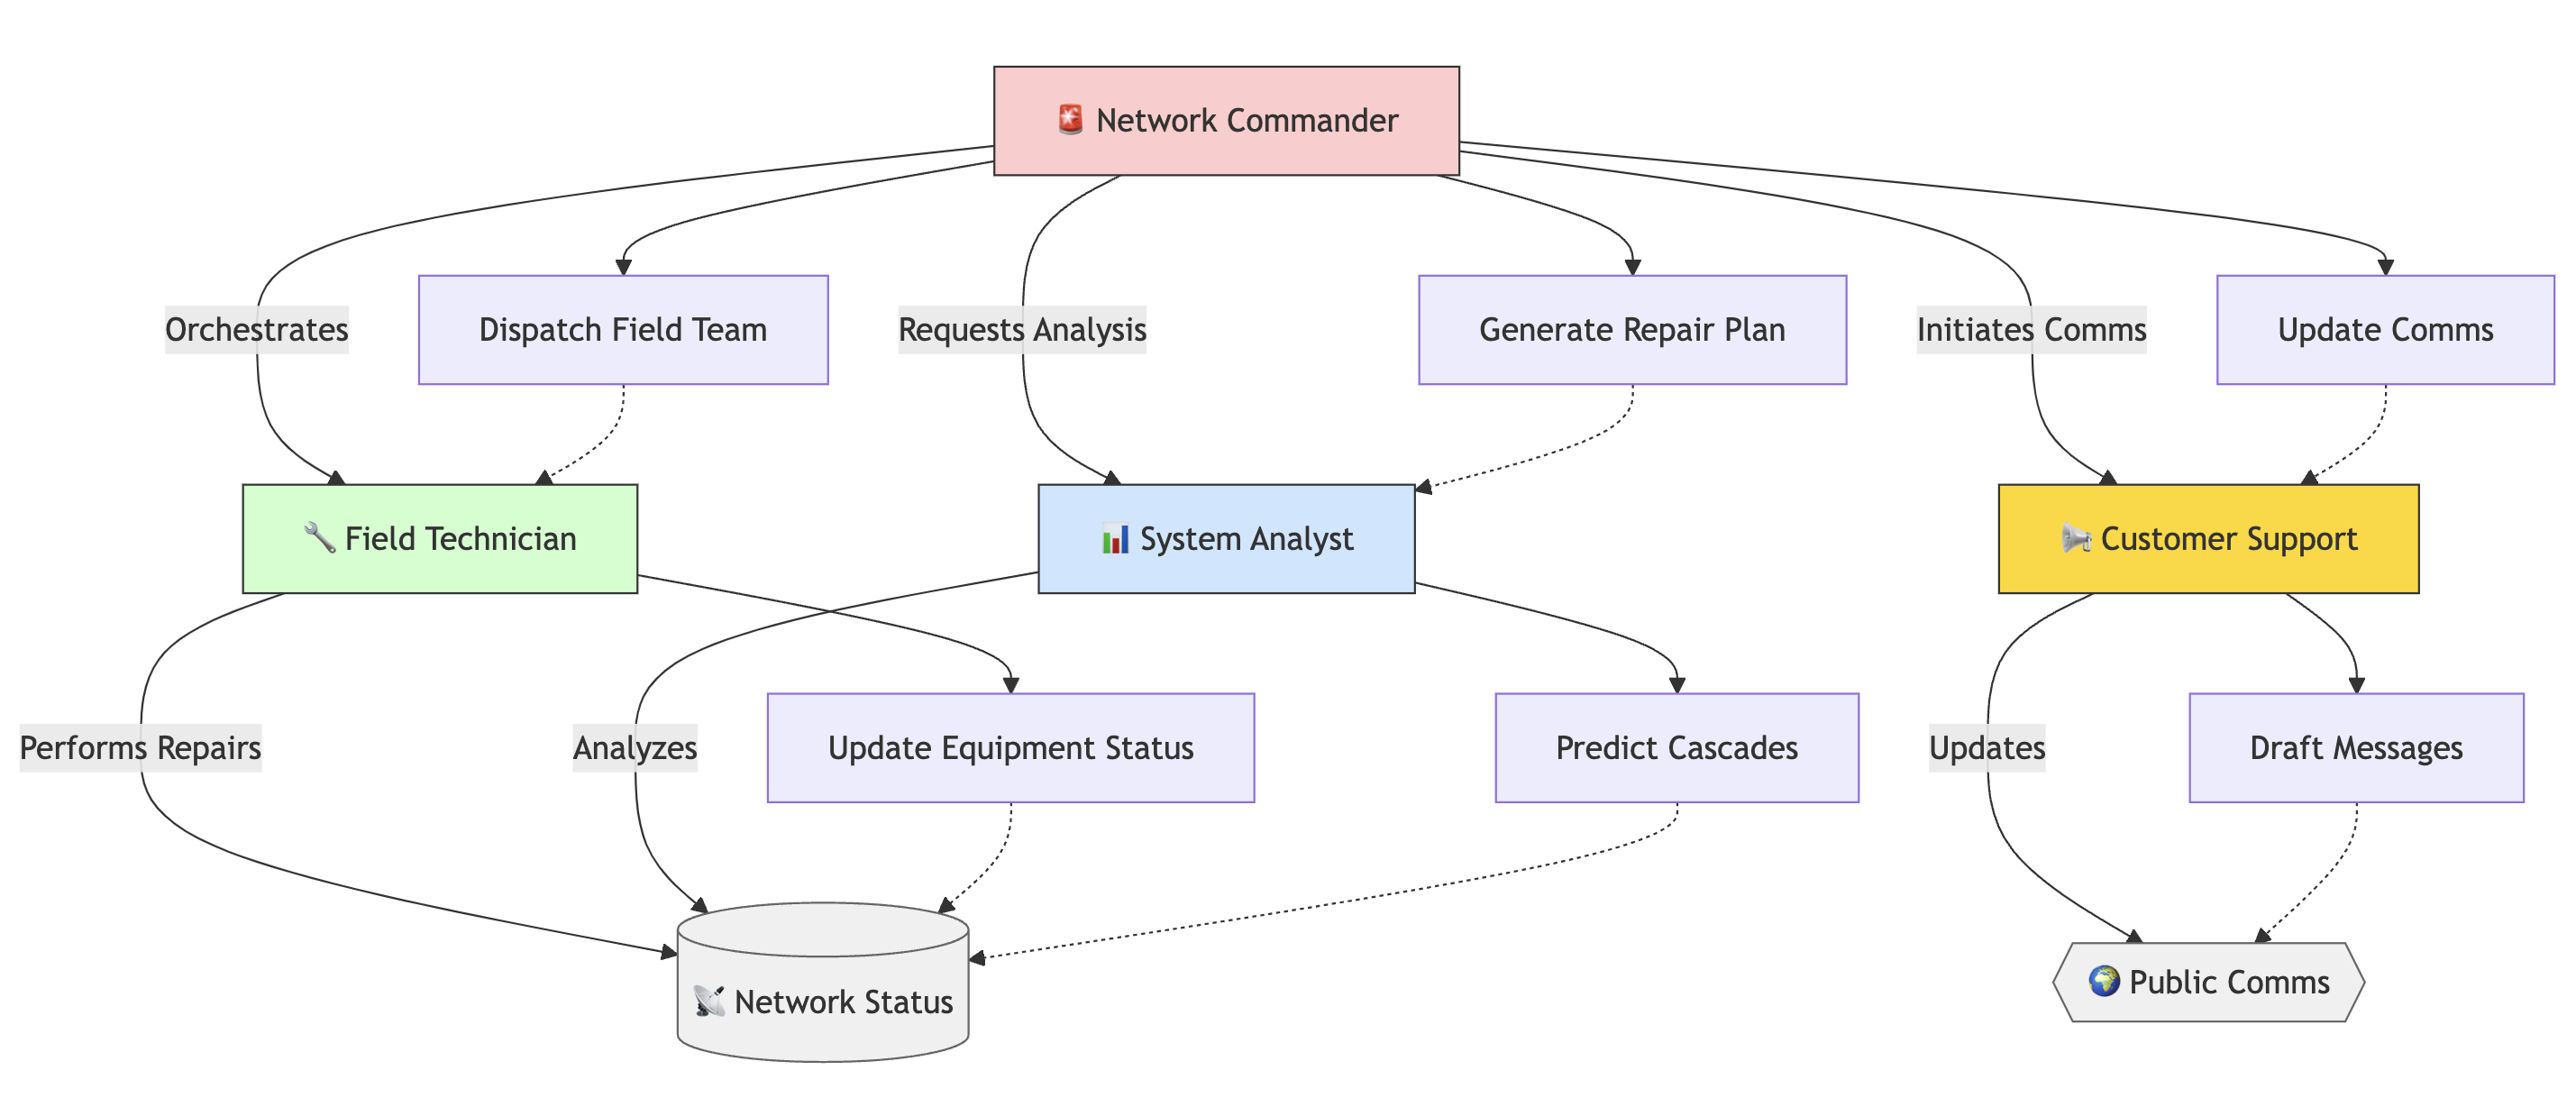 🚨 Network Commander
Orchestrates
Dispatch Field Team
Requests Analysis
Generate Repair Plan
Initiates Comms
Update Comms
🔧 Field Technician
📊 System Analyst
📢 Customer Support
Performs Repairs
Analyzes
Update Equipment Status
Predict Cascades
Updates
Draft Messages
📡 Network Status
🌍 Public Comms